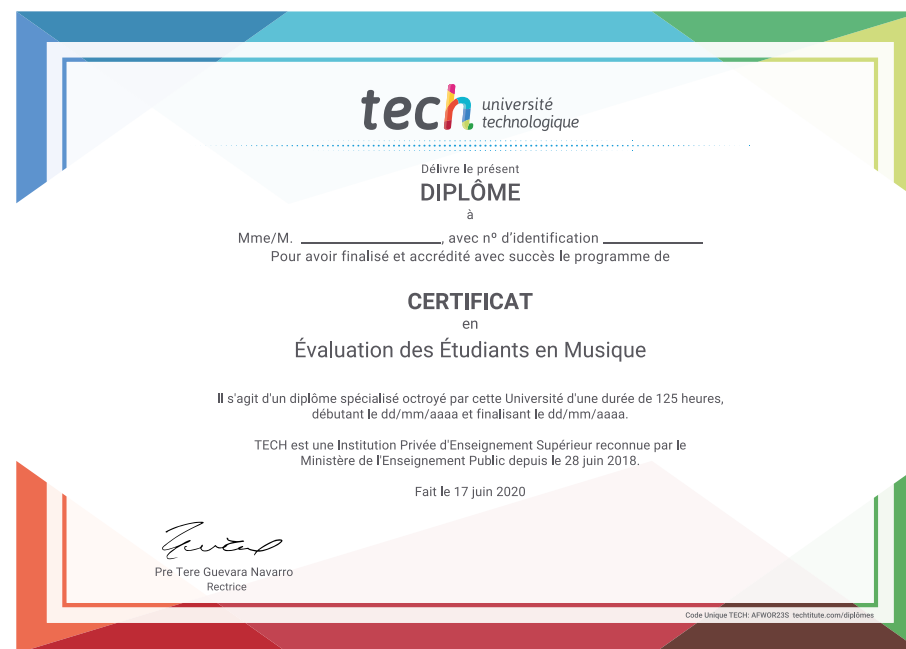 tech université
technologique
Délivre le présent
DIPLÔME
à
Mme/M. ____________________, avec nº d'identification ______________
Pour avoir finalisé et accrédité avec succès le programme de
CERTIFICAT
en
Évaluation des Étudiants en Musique
Il s'agit d'un diplôme spécialisé octroyé par cette Université d'une durée de 125 heures,
débutant le dd/mm/aaaa et finalisant le dd/mm/aaaa.
TECH est une Institution Privée d'Enseignement Supérieur reconnue par le
Ministère de l'Enseignement Public depuis le 28 juin 2018.
Fait le 17 juin 2020
Pre Tere Guevara Navarro
Rectrice
Code Unique TECH: AFWOR23S techtitute.com/diplômes